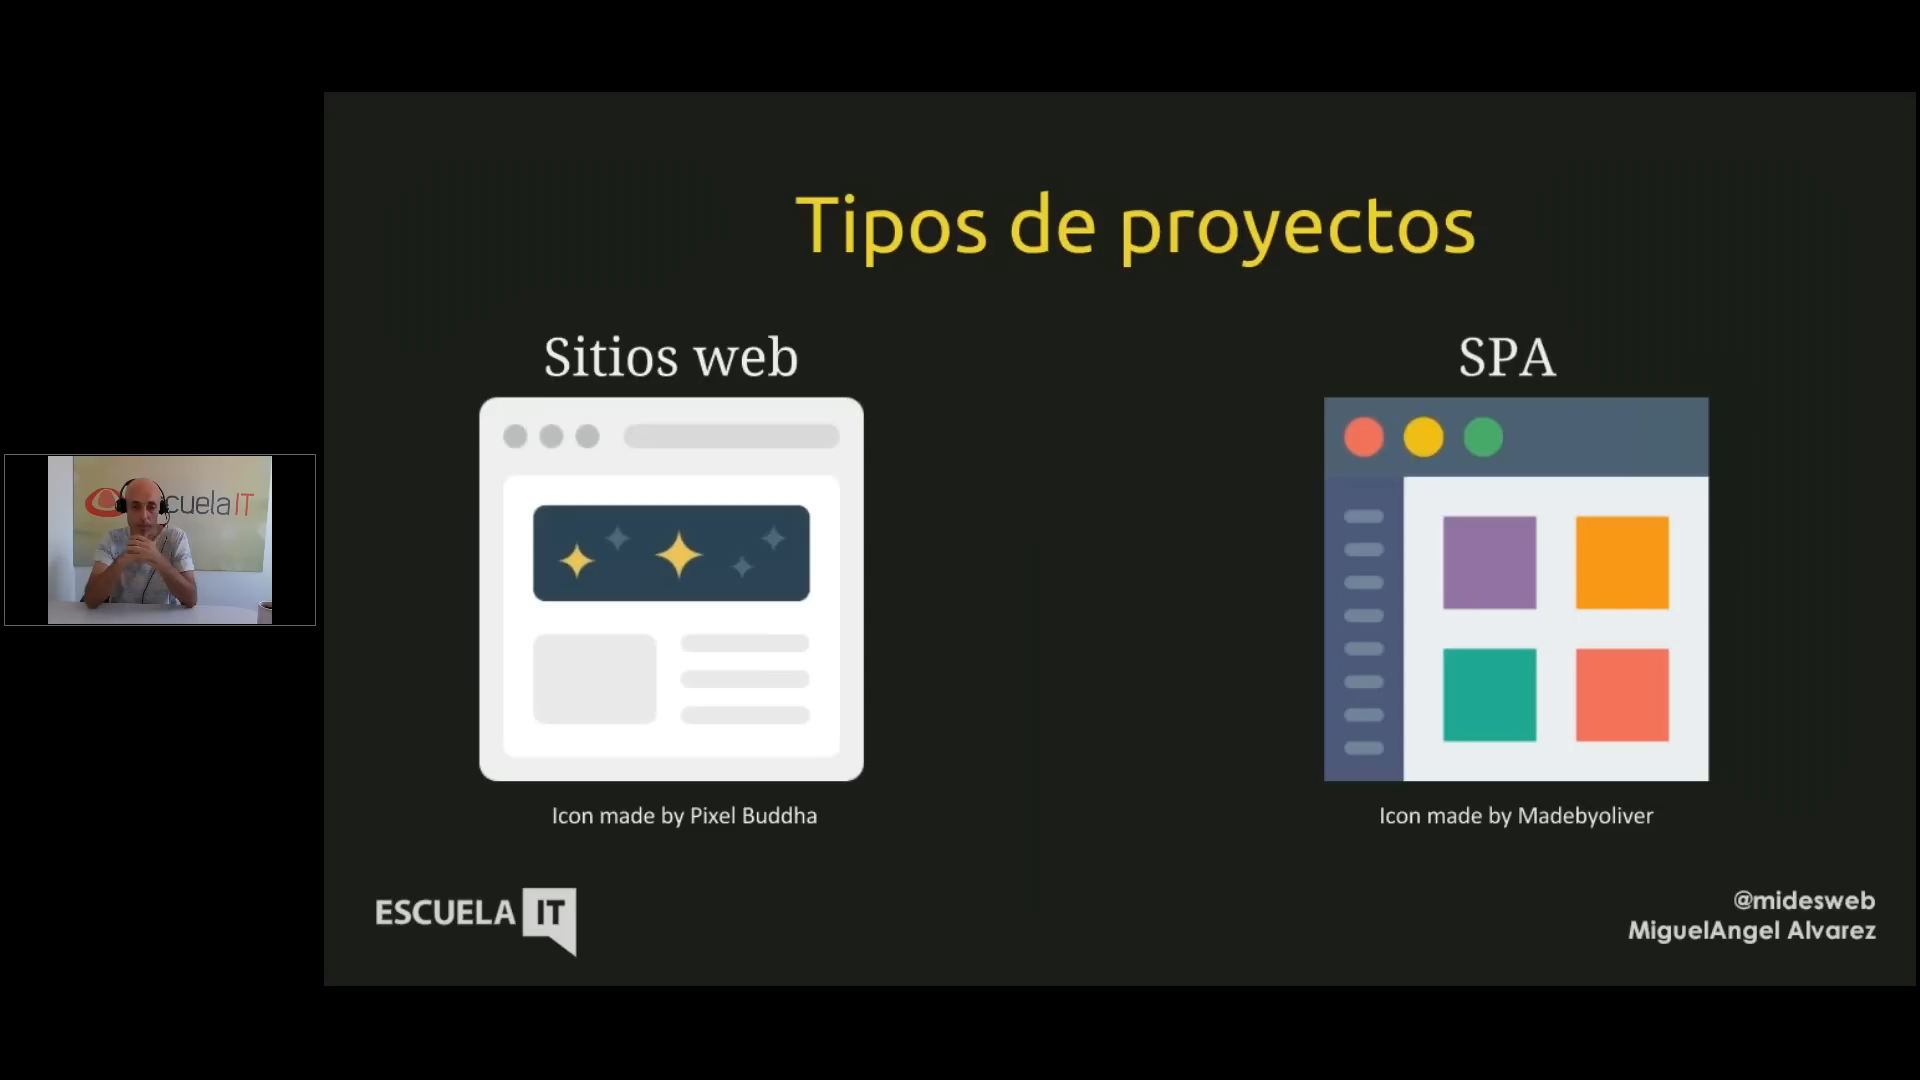 Tipos de proyectos
Sitios web
SPA
cuelaIT
Icon made by Pixel Buddha
Icon made by Madebyoliver
ESCUELA IT
@midesweb
MiguelAngel Alvarez